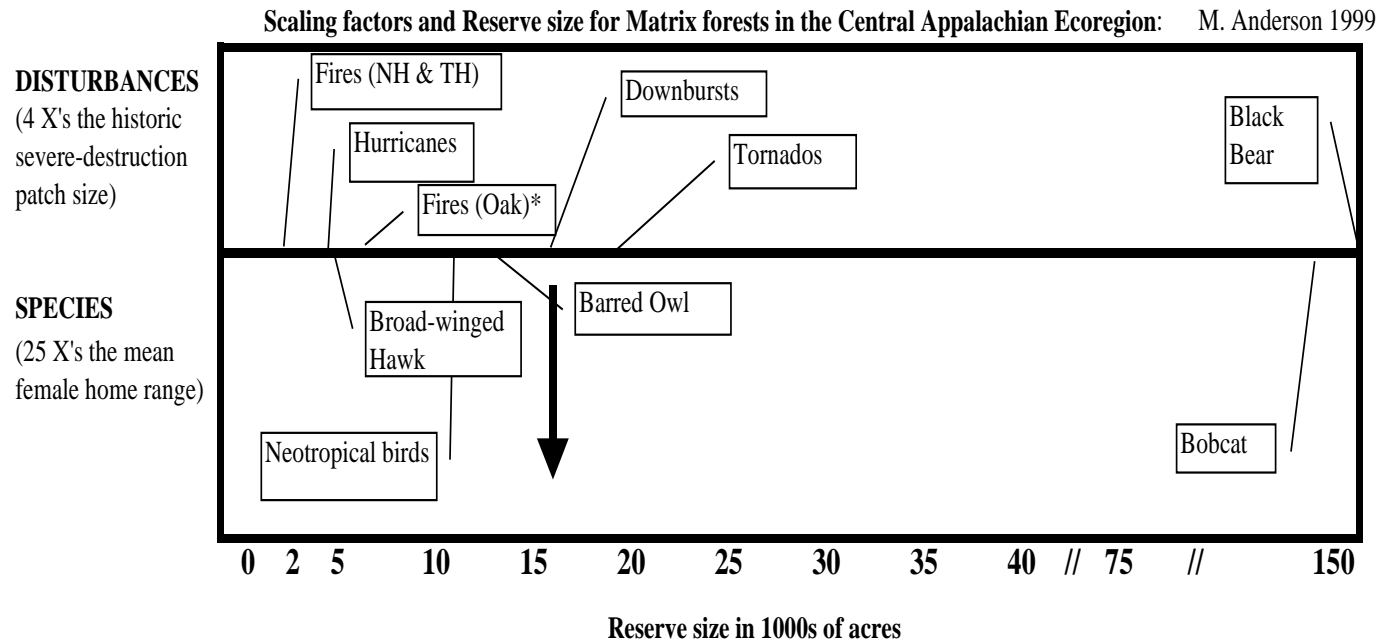 Scaling factors and Reserve size for Matrix forests in the Central Appalachian Ecoregion: M. Anderson 1999
DISTURBANCES
(4 X's the historic
severe-destruction
patch size)
Fires (NH & TH)
Hurricanes
Fires (Oak)*
Downbursts
Tornados
Black
Bear
SPECIES
(25 X's the mean
female home range)
Broad-winged
Hawk
Neotropical birds
Barred Owl
Bobcat
0 2 5 10 15 20 25 30 35 40 // 75 // 150
Reserve size in 1000s of acres